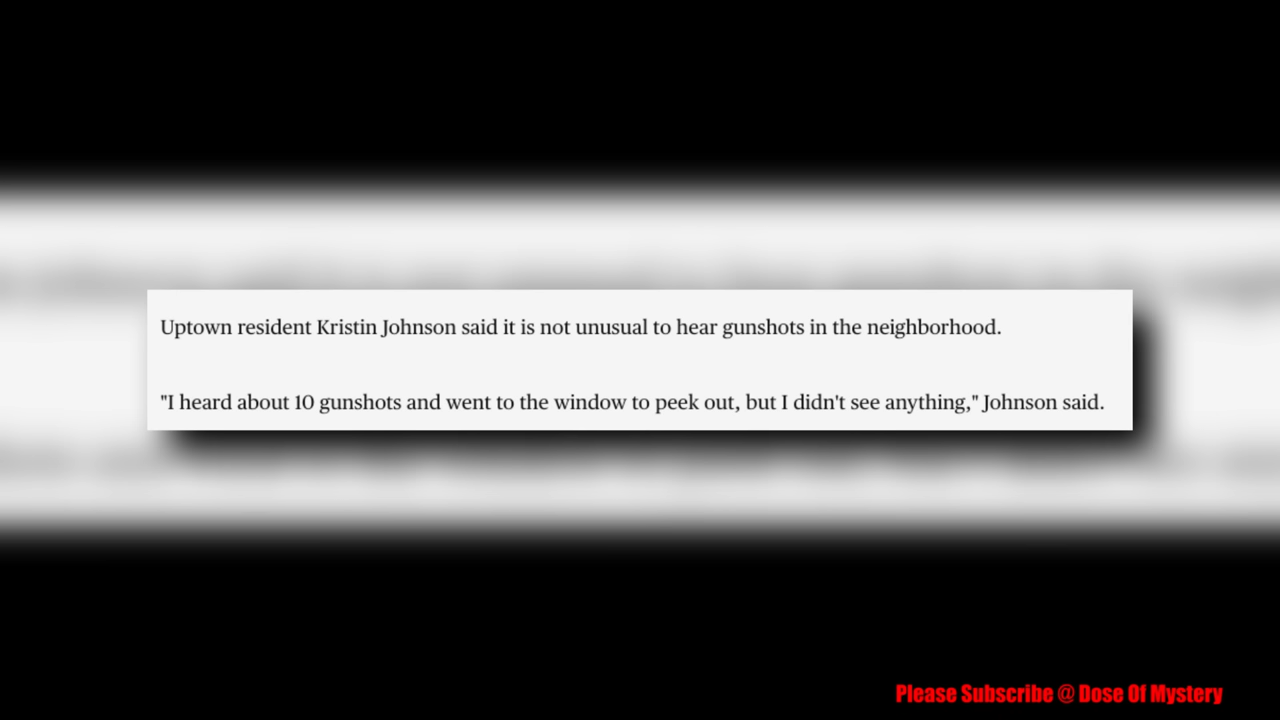 Uptown resident Kristin Johnson said it is not unusual to hear gunshots in the neighborhood.
"I heard about 10 gunshots and went to the window to peek out, but I didn't see anything," Johnson said.
Please Subscribe @ Dose Of Mystery